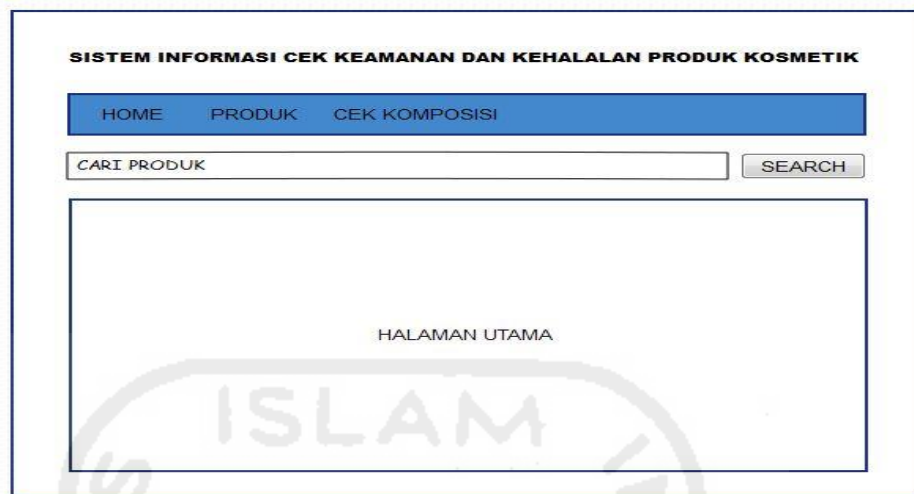 SISTEM INFORMASI CEK KEAMANAN DAN KEHALALAN PRODUK KOSMETIK
HOME PRODUK CEK KOMPOSISI
CARI PRODUK SEARCH
HALAMAN UTAMA
ISLAM